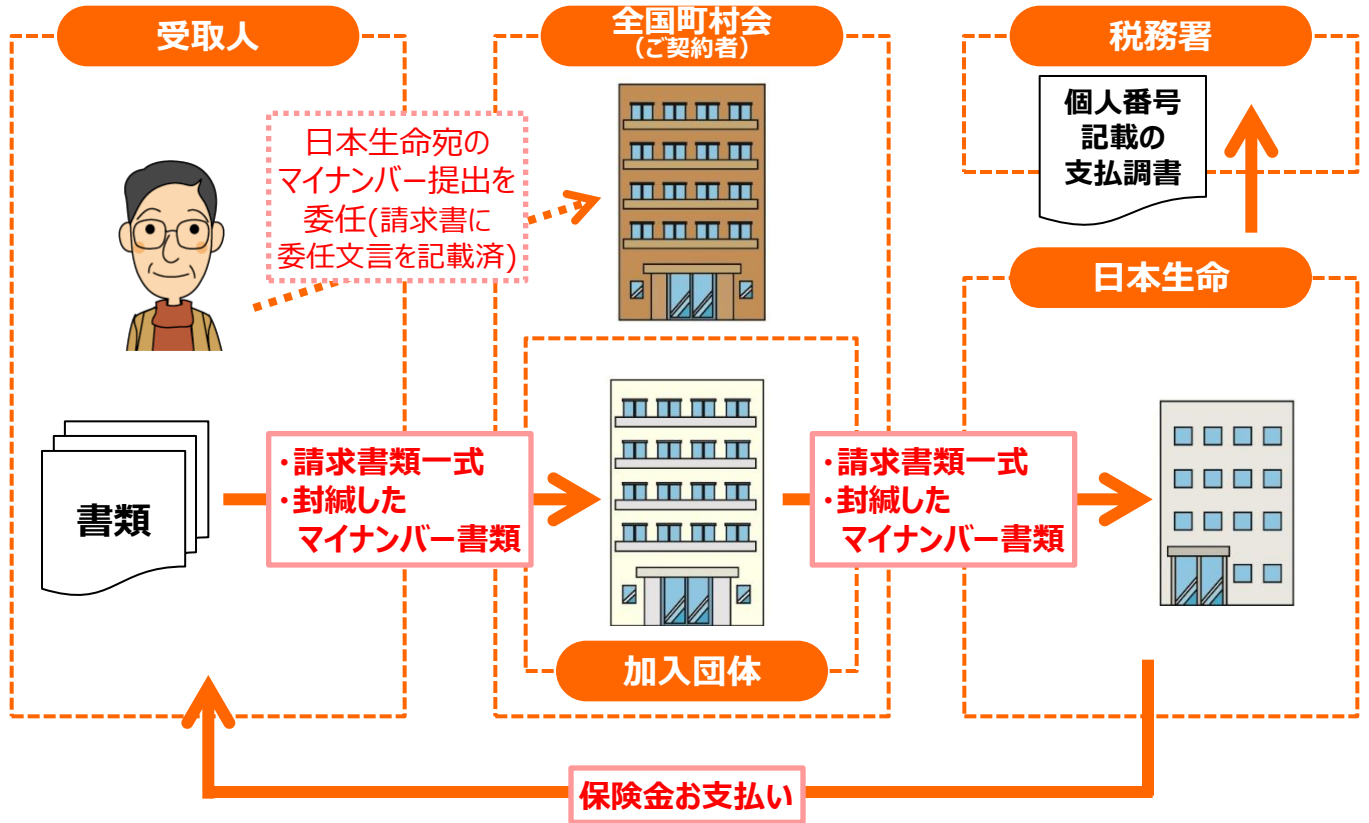 受取人
全国町村会
(ご契約者)
税務署
個人番号
記載の
支払調書
日本生命宛の
マイナンバー提出を
委任(請求書に
委任文言を記載済)
日本生命
書類
・請求書類一式
・封緘した
マイナンバー書類
・請求書類一式
・封緘した
マイナンバー書類
加入団体
保険金お支払い